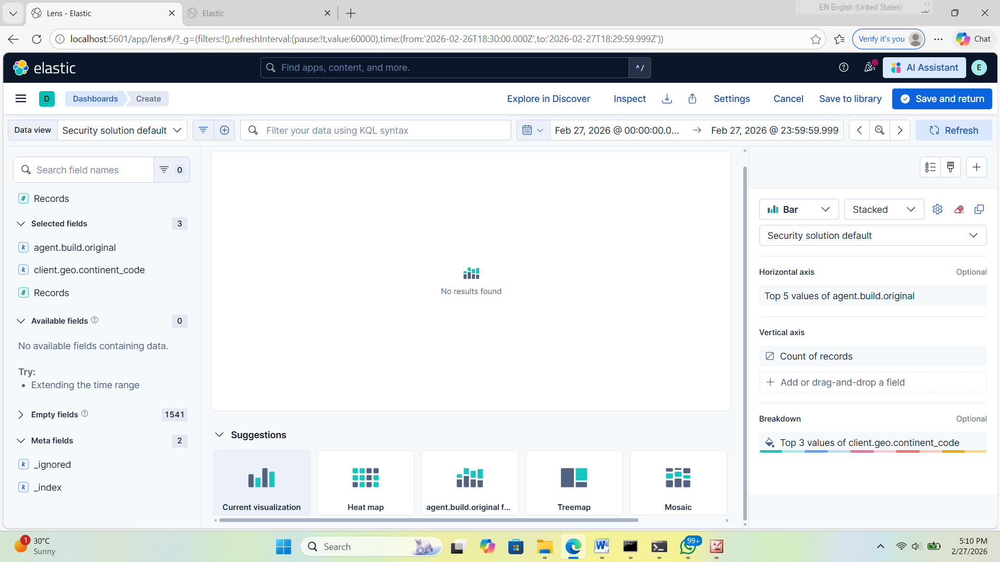 Lens - Elastic
Elastic
EN English (United States)
localhost:5601/app/lens#/?_g=(filters:!(),refreshInterval:(pause:!t,value:60000),time:(from:'2026-02-26T18:30:00.000Z',to:'2026-02-27T18:29:59.999Z'))
Verify it's you
Chat
elastic
Find apps, content, and more.
^/
AI Assistant
E
D
Dashboards
Create
Explore in Discover
Inspect
Settings
Cancel
Save to library
Save and return
Data view
Security solution default
Filter your data using KQL syntax
Feb 27, 2026 @ 00:00:00.0...
Feb 27, 2026 @ 23:59:59.999
Refresh
Search field names
0
# Records
Selected fields 3
k agent.build.original
k client.geo.continent_code
# Records
Available fields 0
No available fields containing data.
Try:
• Extending the time range
Empty fields 1541
Meta fields 2
k _ignored
k _index
No results found
Suggestions
Current visualization
Heat map
agent.build.original f...
Treemap
Mosaic
Bar
Stacked
Security solution default
Horizontal axis
Optional
Top 5 values of agent.build.original
Vertical axis
Count of records
Add or drag-and-drop a field
Breakdown
Optional
Top 3 values of client.geo.continent_code
1
30°C
Sunny
Search
99+
5:10 PM
2/27/2026